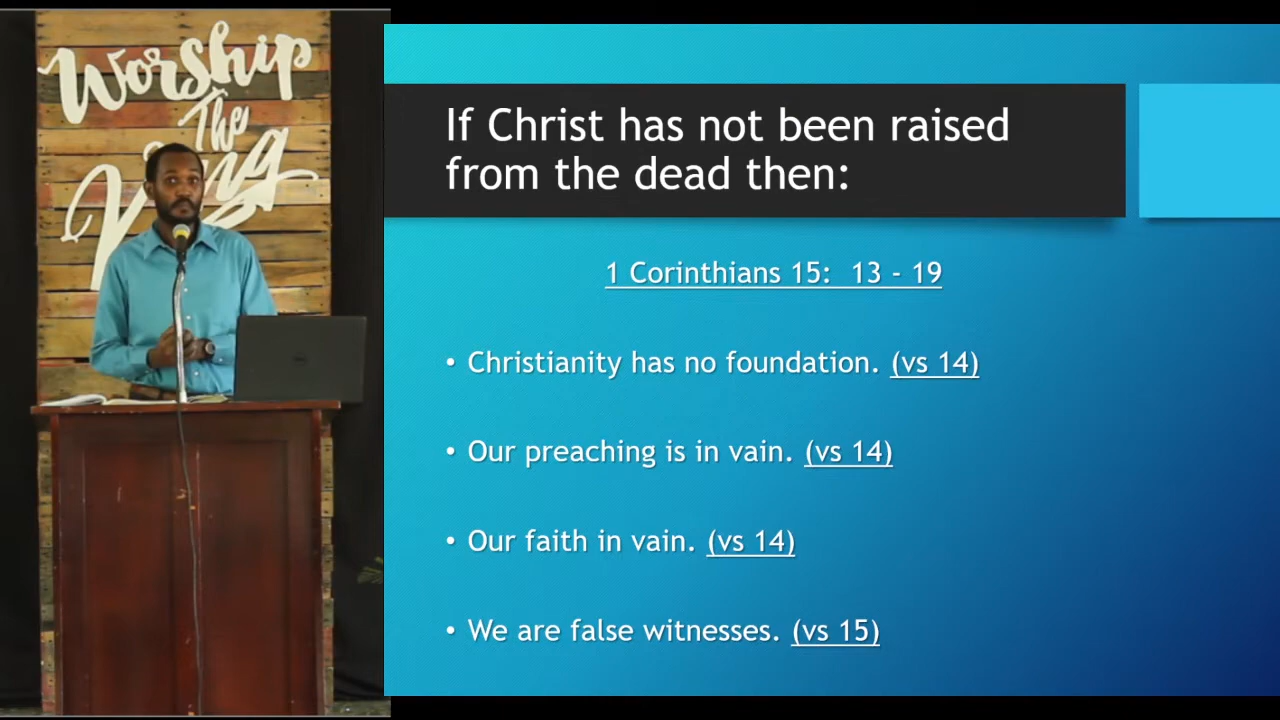 Worship
The
King
If Christ has not been raised
from the dead then:
1 Corinthians 15: 13 - 19
• Christianity has no foundation. (vs 14)
• Our preaching is in vain. (vs 14)
• Our faith in vain. (vs 14)
• We are false witnesses. (vs 15)